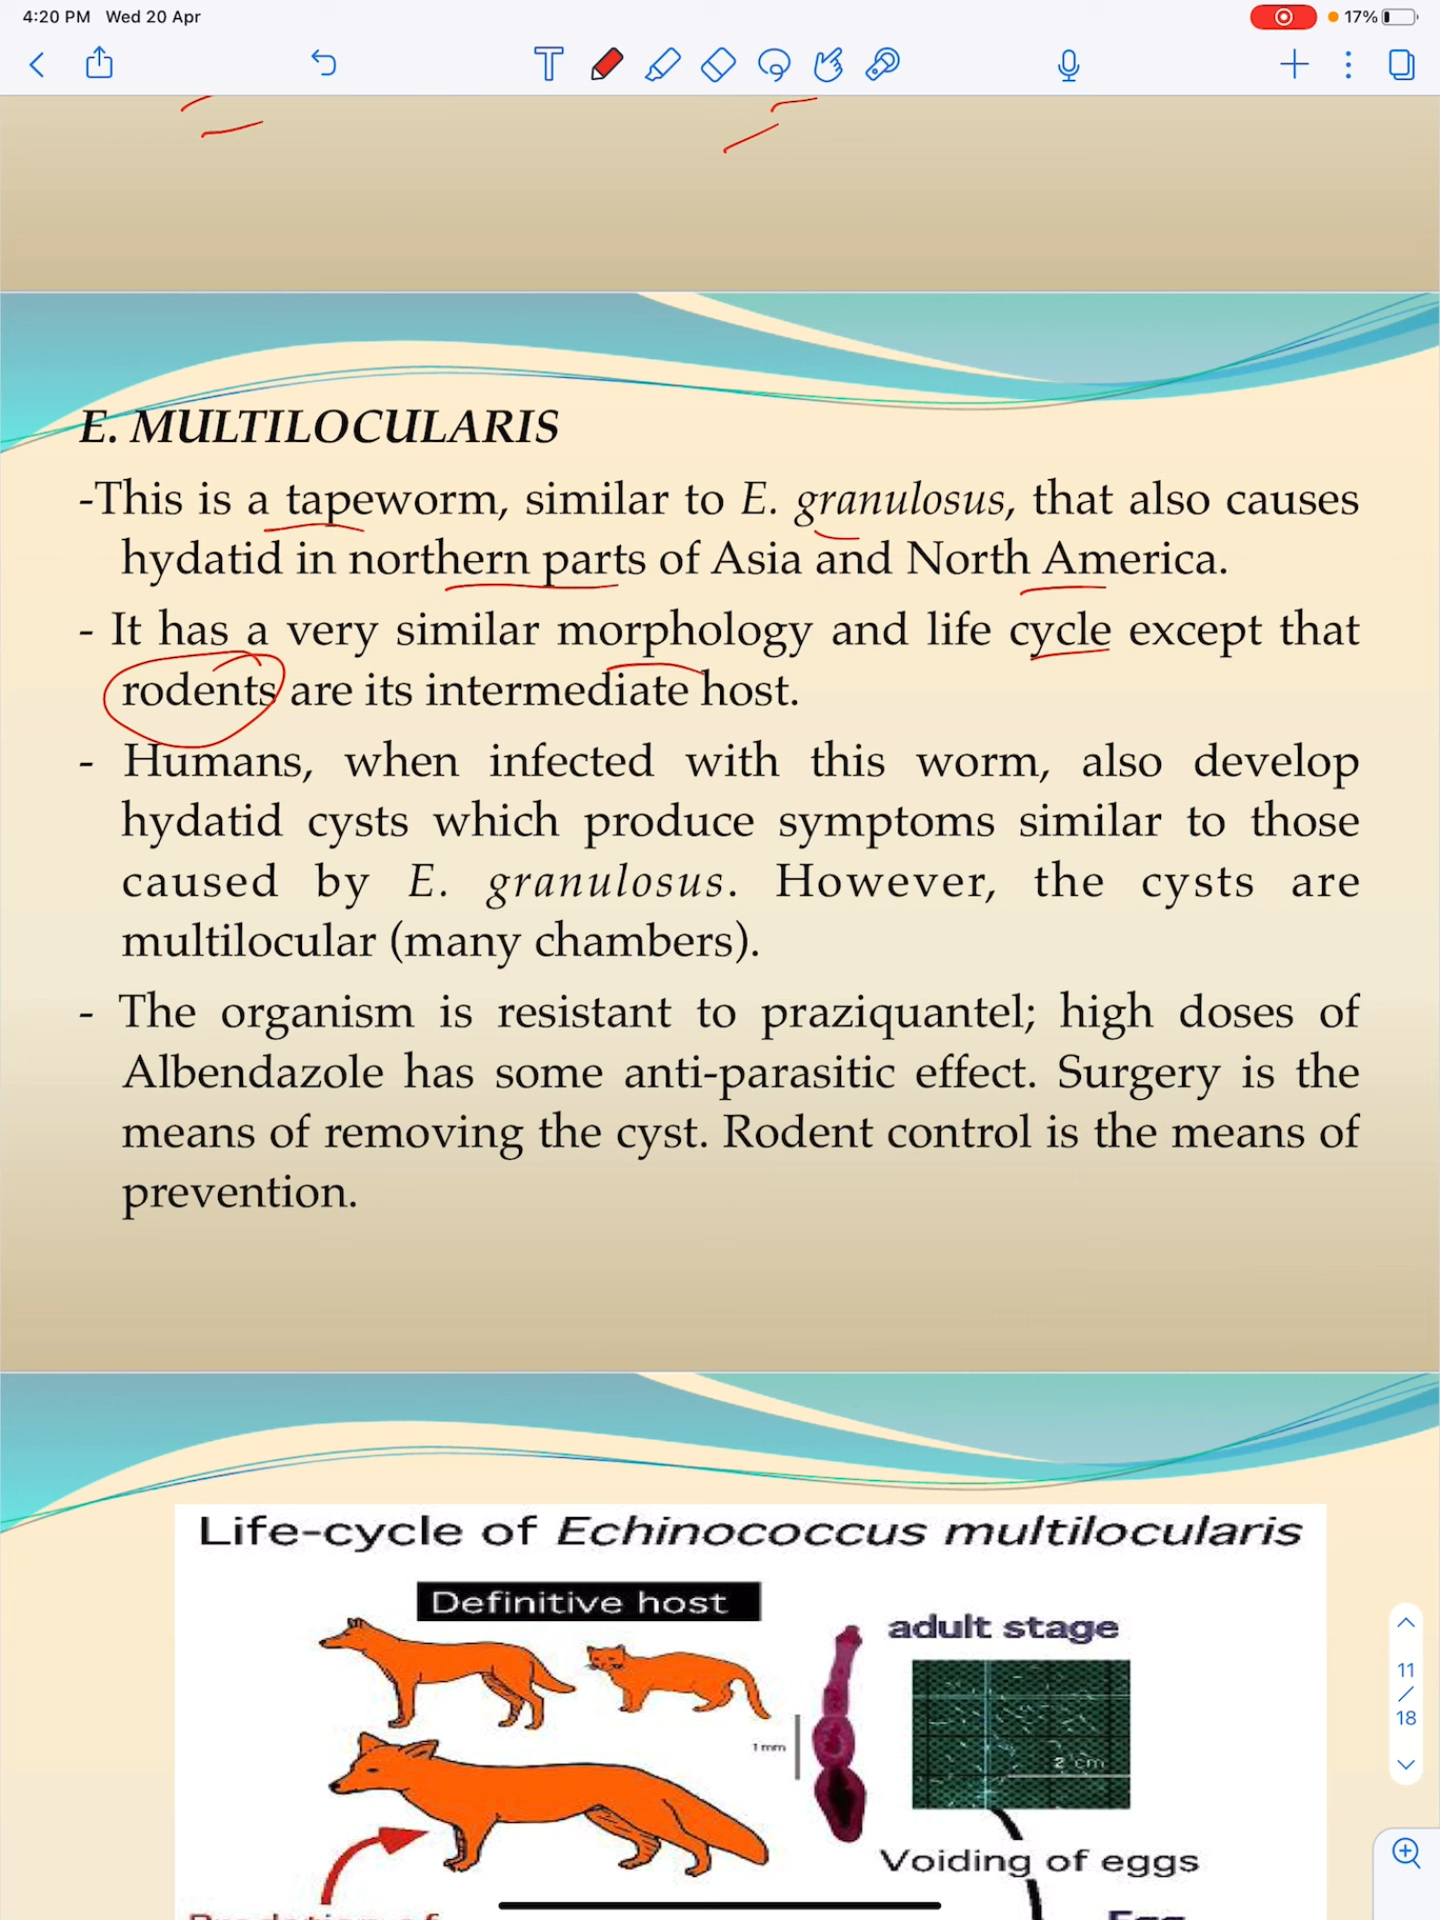 4:20 PM Wed 20 Apr
17%
E. MULTILOCULARIS
-This is a tapeworm, similar to E. granulosus, that also causes
hydatid in northern parts of Asia and North America.
- It has a very similar morphology and life cycle except that
rodents are its intermediate host.
- Humans, when infected with this worm, also develop
hydatid cysts which produce symptoms similar to those
caused by E. granulosus. However, the cysts are
multilocular (many chambers).
- The organism is resistant to praziquantel; high doses of
Albendazole has some anti-parasitic effect. Surgery is the
means of removing the cyst. Rodent control is the means of
prevention.
Life-cycle of Echinococcus multilocularis
Definitive host
adult stage
1 mm
2 cm
11
/
18
Voiding of eggs